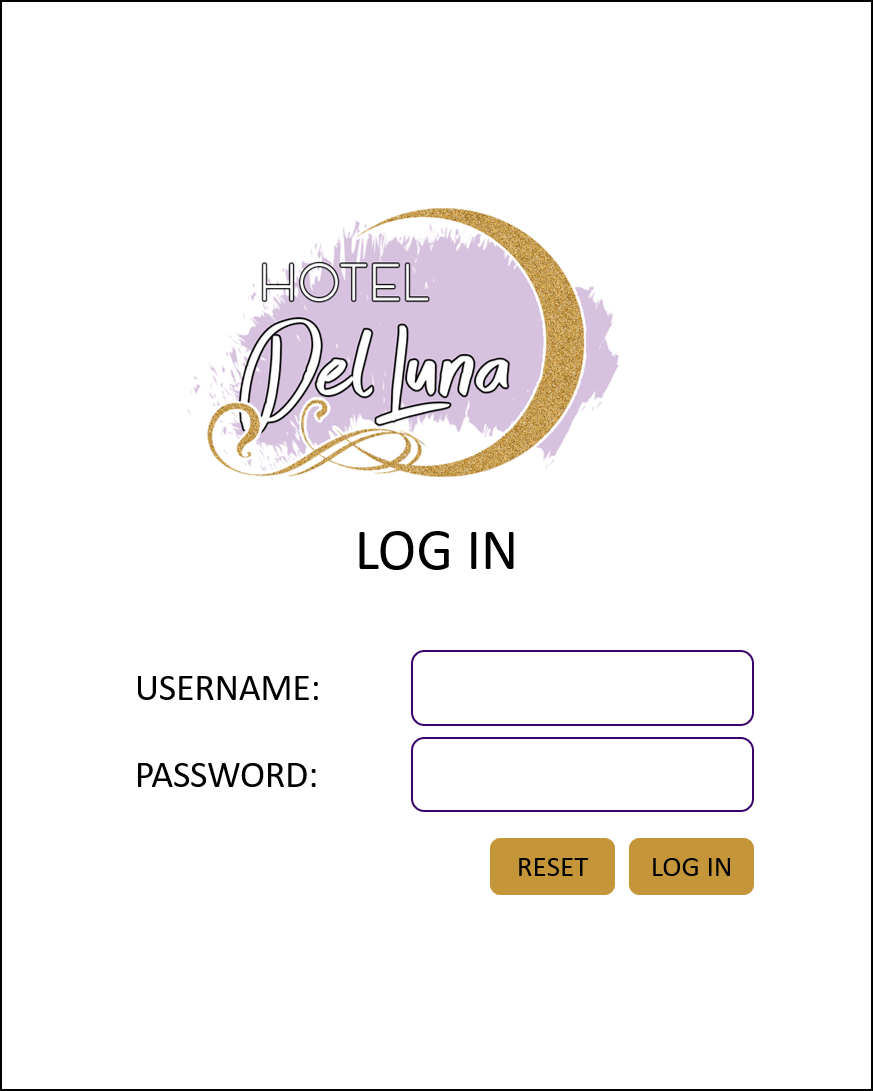 HOTEL
Del Luna
LOG IN
USERNAME:
PASSWORD:
RESET LOG IN